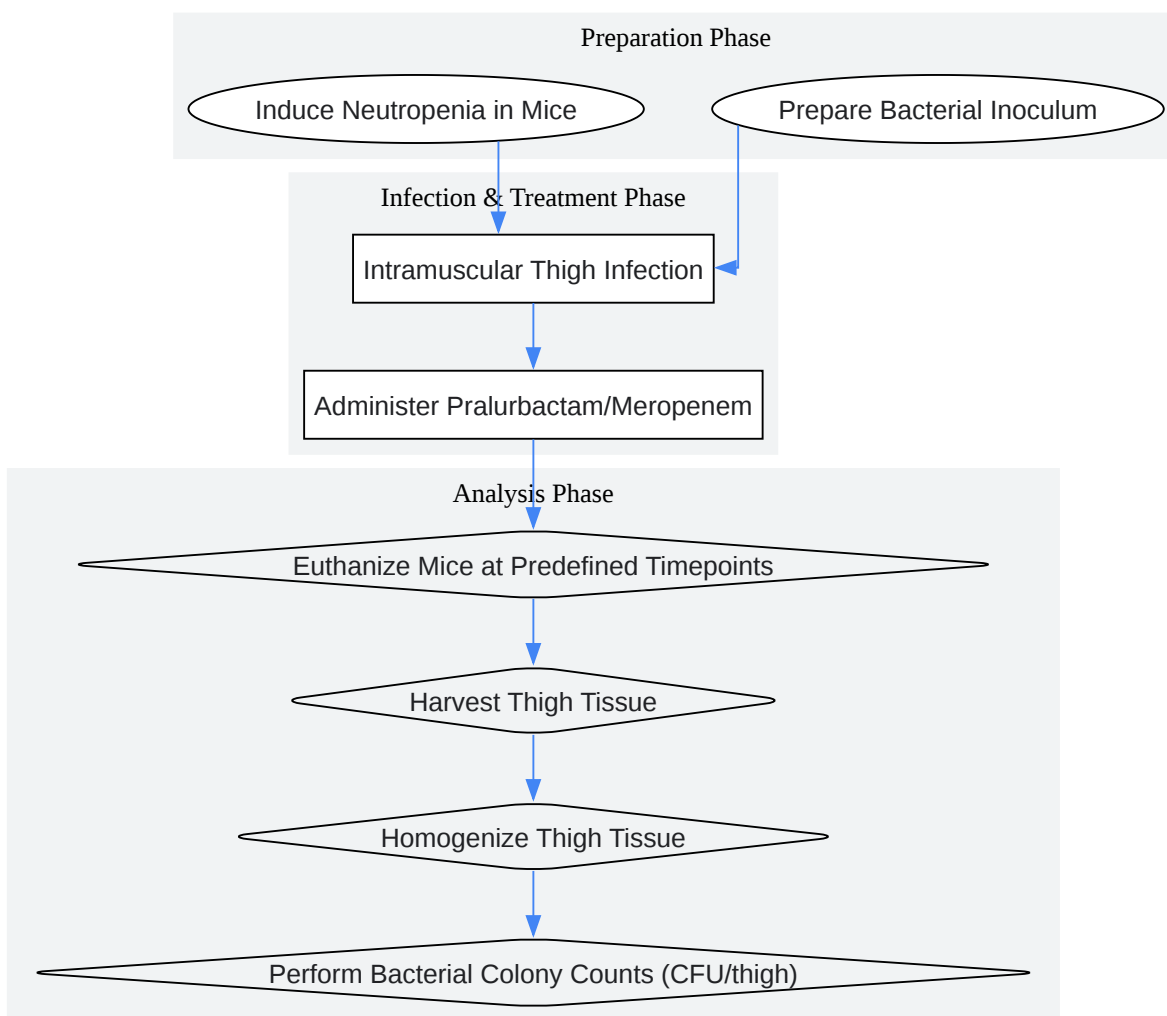 Preparation Phase
Induce Neutropenia in Mice
Prepare Bacterial Inoculum
Infection & Treatment Phase
Intramuscular Thigh Infection
Administer Pralurbactam/Meropenem
Analysis Phase
Euthanize Mice at Predefined Timepoints
Harvest Thigh Tissue
Homogenize Thigh Tissue
Perform Bacterial Colony Counts (CFU/thigh)